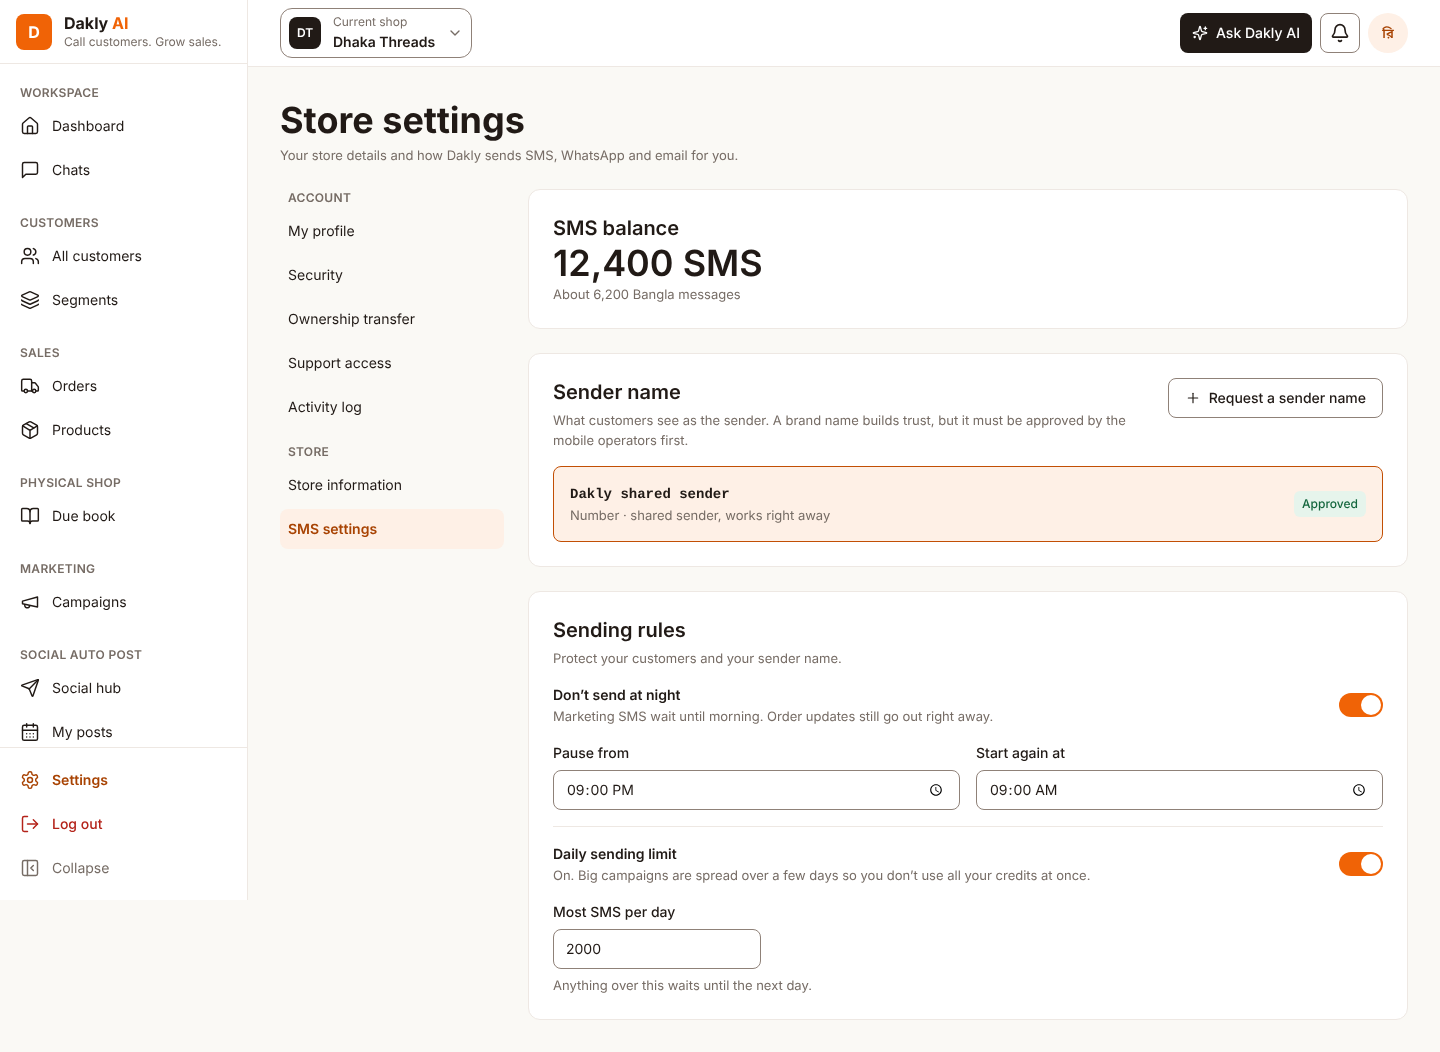 D
Dakly AI
Call customers. Grow sales.
WORKSPACE
Dashboard
Chats
CUSTOMERS
All customers
Segments
SALES
Orders
Products
PHYSICAL SHOP
Due book
MARKETING
Campaigns
SOCIAL AUTO POST
Social hub
My posts
Settings
Log out
Collapse
DT
Current shop
Dhaka Threads
Ask Dakly AI
রি
Store settings
Your store details and how Dakly sends SMS, WhatsApp and email for you.
ACCOUNT
My profile
Security
Ownership transfer
Support access
Activity log
STORE
Store information
SMS settings
SMS balance
12,400 SMS
About 6,200 Bangla messages
Sender name
Request a sender name
What customers see as the sender. A brand name builds trust, but it must be approved by the
mobile operators first.
Dakly shared sender
Number · shared sender, works right away
Approved
Sending rules
Protect your customers and your sender name.
Don’t send at night
Marketing SMS wait until morning. Order updates still go out right away.
Pause from
Start again at
09:00 PM
09:00 AM
Daily sending limit
On. Big campaigns are spread over a few days so you don’t use all your credits at once.
Most SMS per day
2000
Anything over this waits until the next day.